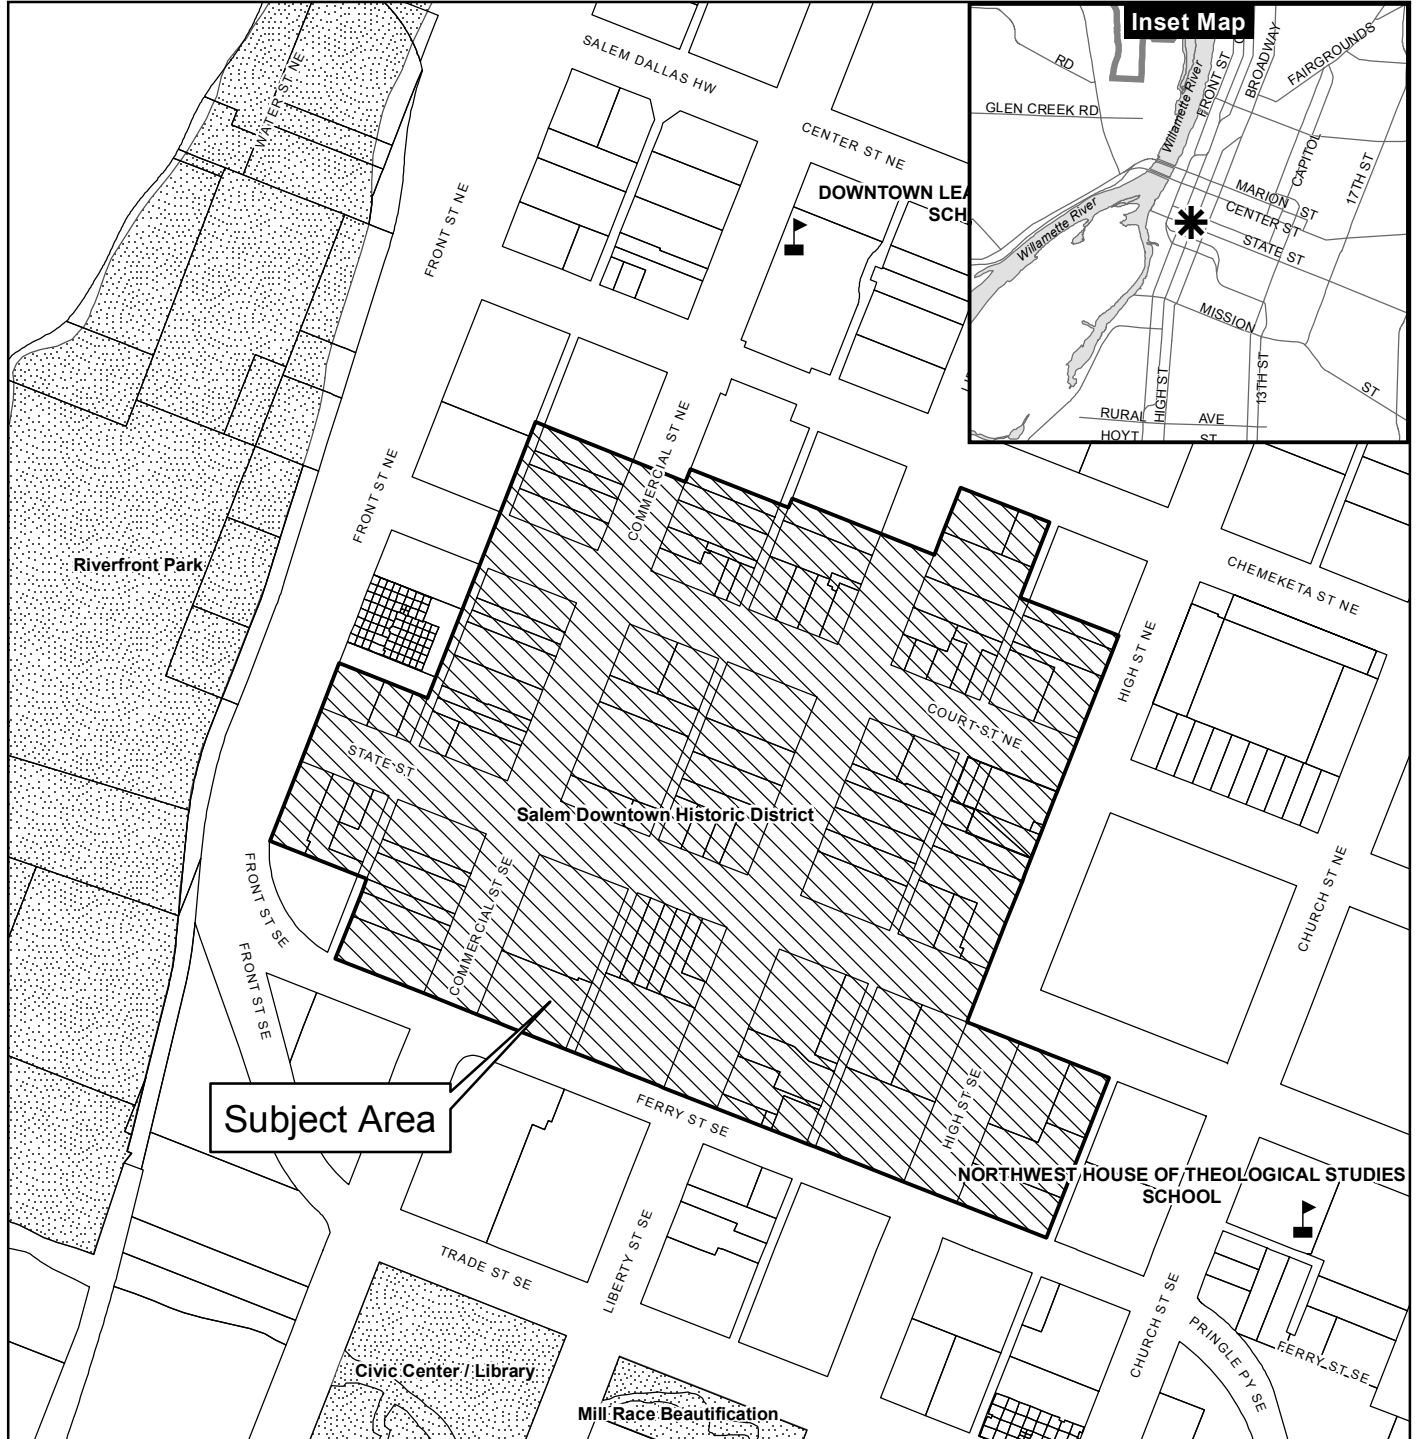 Inset Map
RD
GLEN CREEK RD
Willamette River
FRONT ST
BROADWAY
FAIRGROUNDS
CAPITOL
17TH ST
MARION ST
CENTER ST
STATE ST
Willamette River
MISSION
ST
HIGH ST
13TH ST
RURAL AVE
HOYT ST
SALEM DALLAS HW
WATER ST NE
CENTER ST NE
DOWNTOWN LEA
SCH
FRONT ST NE
COMMERCIAL ST NE
FRONT ST NE
Riverfront Park
CHEMEKETA ST NE
HIGH ST NE
COURT ST NE
STATE ST
Salem Downtown Historic District
FRONT ST SE
COMMERCIAL ST SE
CHURCH ST NE
FRONT ST SE
Subject Area
FERRY ST SE
HIGH ST SE
NORTHWEST HOUSE OF THEOLOGICAL STUDIES
SCHOOL
LIBERTY ST SE
TRADE ST SE
CHURCH ST SE
PRINGLE PY SE
FERRY ST SE
Civic Center / Library
Mill Race Beautification